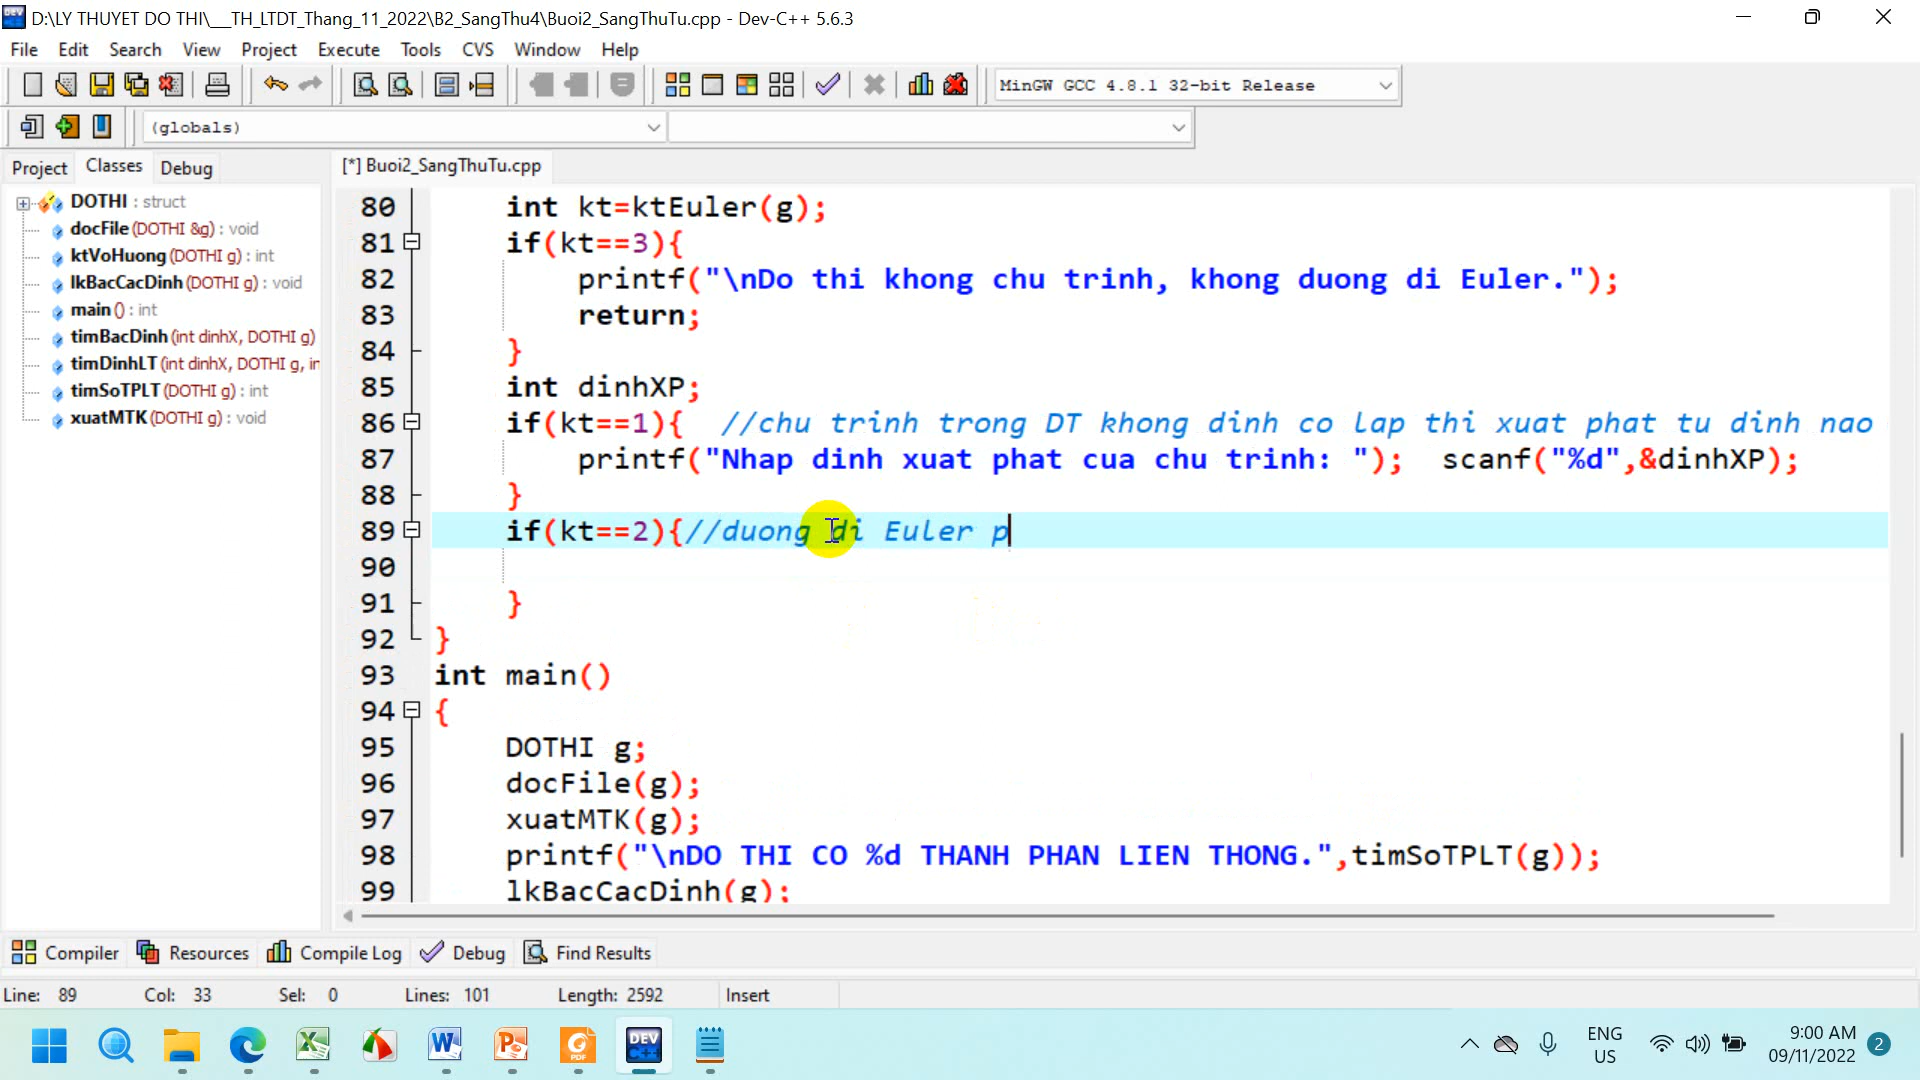 D:\LY THUYET DO THI\__TH_LTDT_Thang_11_2022\B2_SangThu4\Buoi2_SangThuTu.cpp - Dev-C++ 5.6.3
File Edit Search View Project Execute Tools CVS Window Help
MinGW GCC 4.8.1 32-bit Release
(globals)
Project Classes Debug
[*] Buoi2_SangThuTu.cpp
DOTHI : struct
docFile (DOTHI &g) : void
ktVoHuong (DOTHI g) : int
lkBacCacDinh (DOTHI g) : void
main () : int
timBacDinh (int dinhX, DOTHI g)
timDinhLT (int dinhX, DOTHI g, in
timSoTPLT (DOTHI g) : int
xuatMTK (DOTHI g) : void
80 int kt=ktEuler(g);
81 if(kt==3){
82 printf("\nDo thi khong chu trinh, khong duong di Euler.");
83 return;
84 }
85 int dinhXP;
86 if(kt==1){ //chu trinh trong DT khong dinh co lap thi xuat phat tu dinh nao
87 printf("Nhap dinh xuat phat cua chu trinh: "); scanf("%d",&dinhXP);
88 }
89 if(kt==2){//duong di Euler p
90
91 }
92 }
93 int main()
94 {
95 DOTHI g;
96 docFile(g);
97 xuatMTK(g);
98 printf("\nDO THI CO %d THANH PHAN LIEN THONG.",timSoTPLT(g));
99 lkBacCacDinh(g);
Compiler Resources Compile Log Debug Find Results
Line: 89 Col: 33 Sel: 0 Lines: 101 Length: 2592 Insert
DEV C++
PDF
ENG
US
9:00 AM
09/11/2022
2